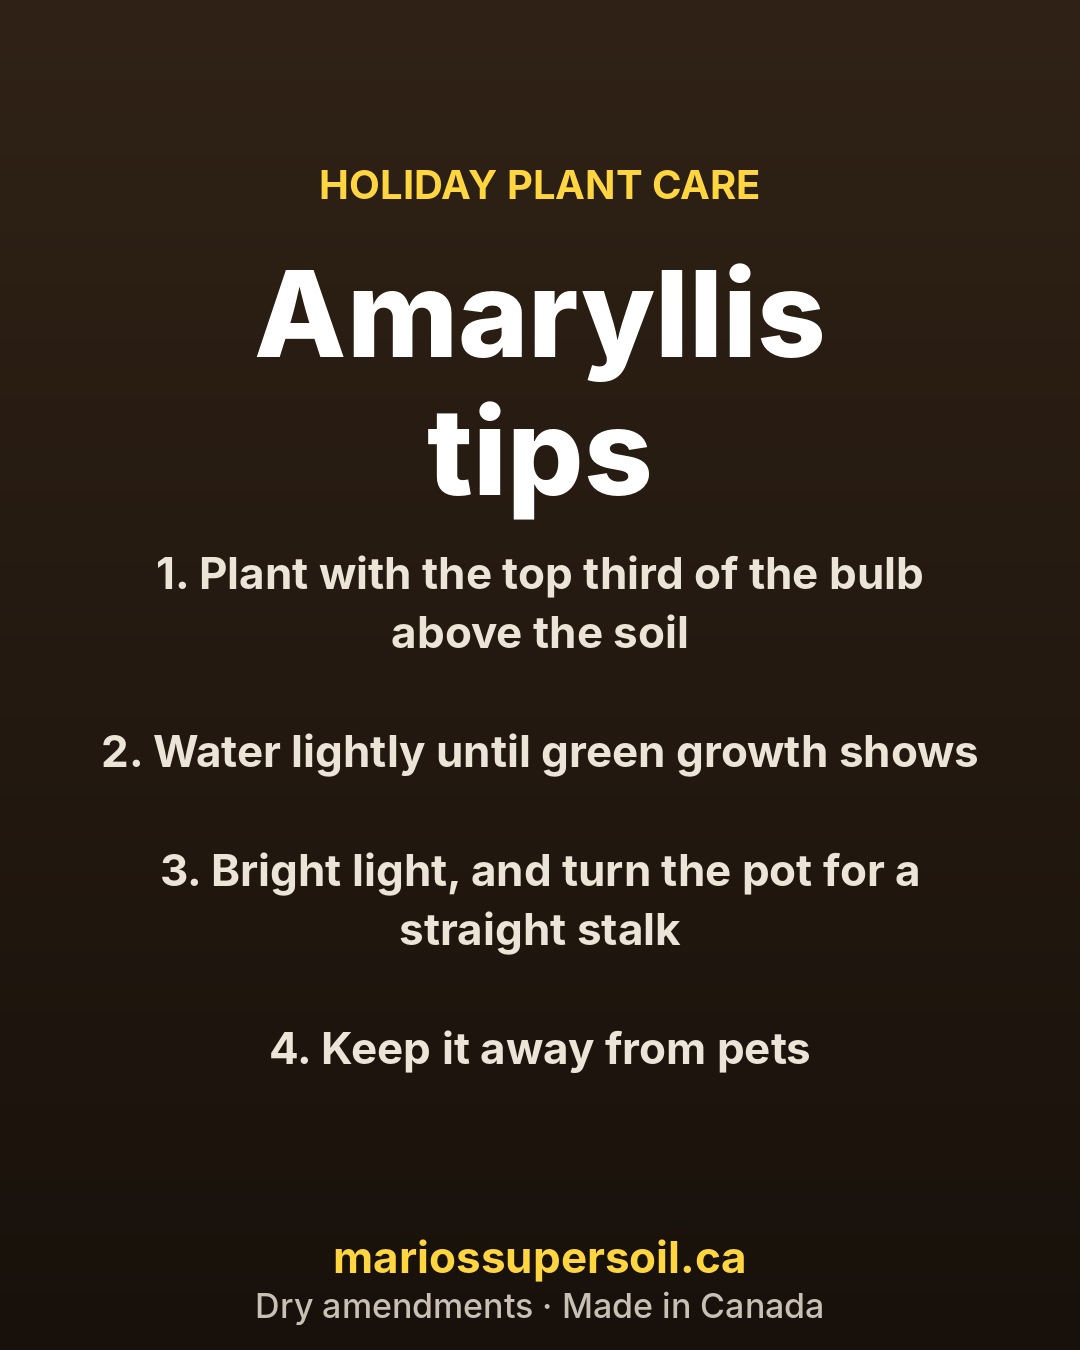 HOLIDAY PLANT CARE
Amaryllis
tips
1. Plant with the top third of the bulb
above the soil
2. Water lightly until green growth shows
3. Bright light, and turn the pot for a
straight stalk
4. Keep it away from pets
mariossupersoil.ca
Dry amendments · Made in Canada